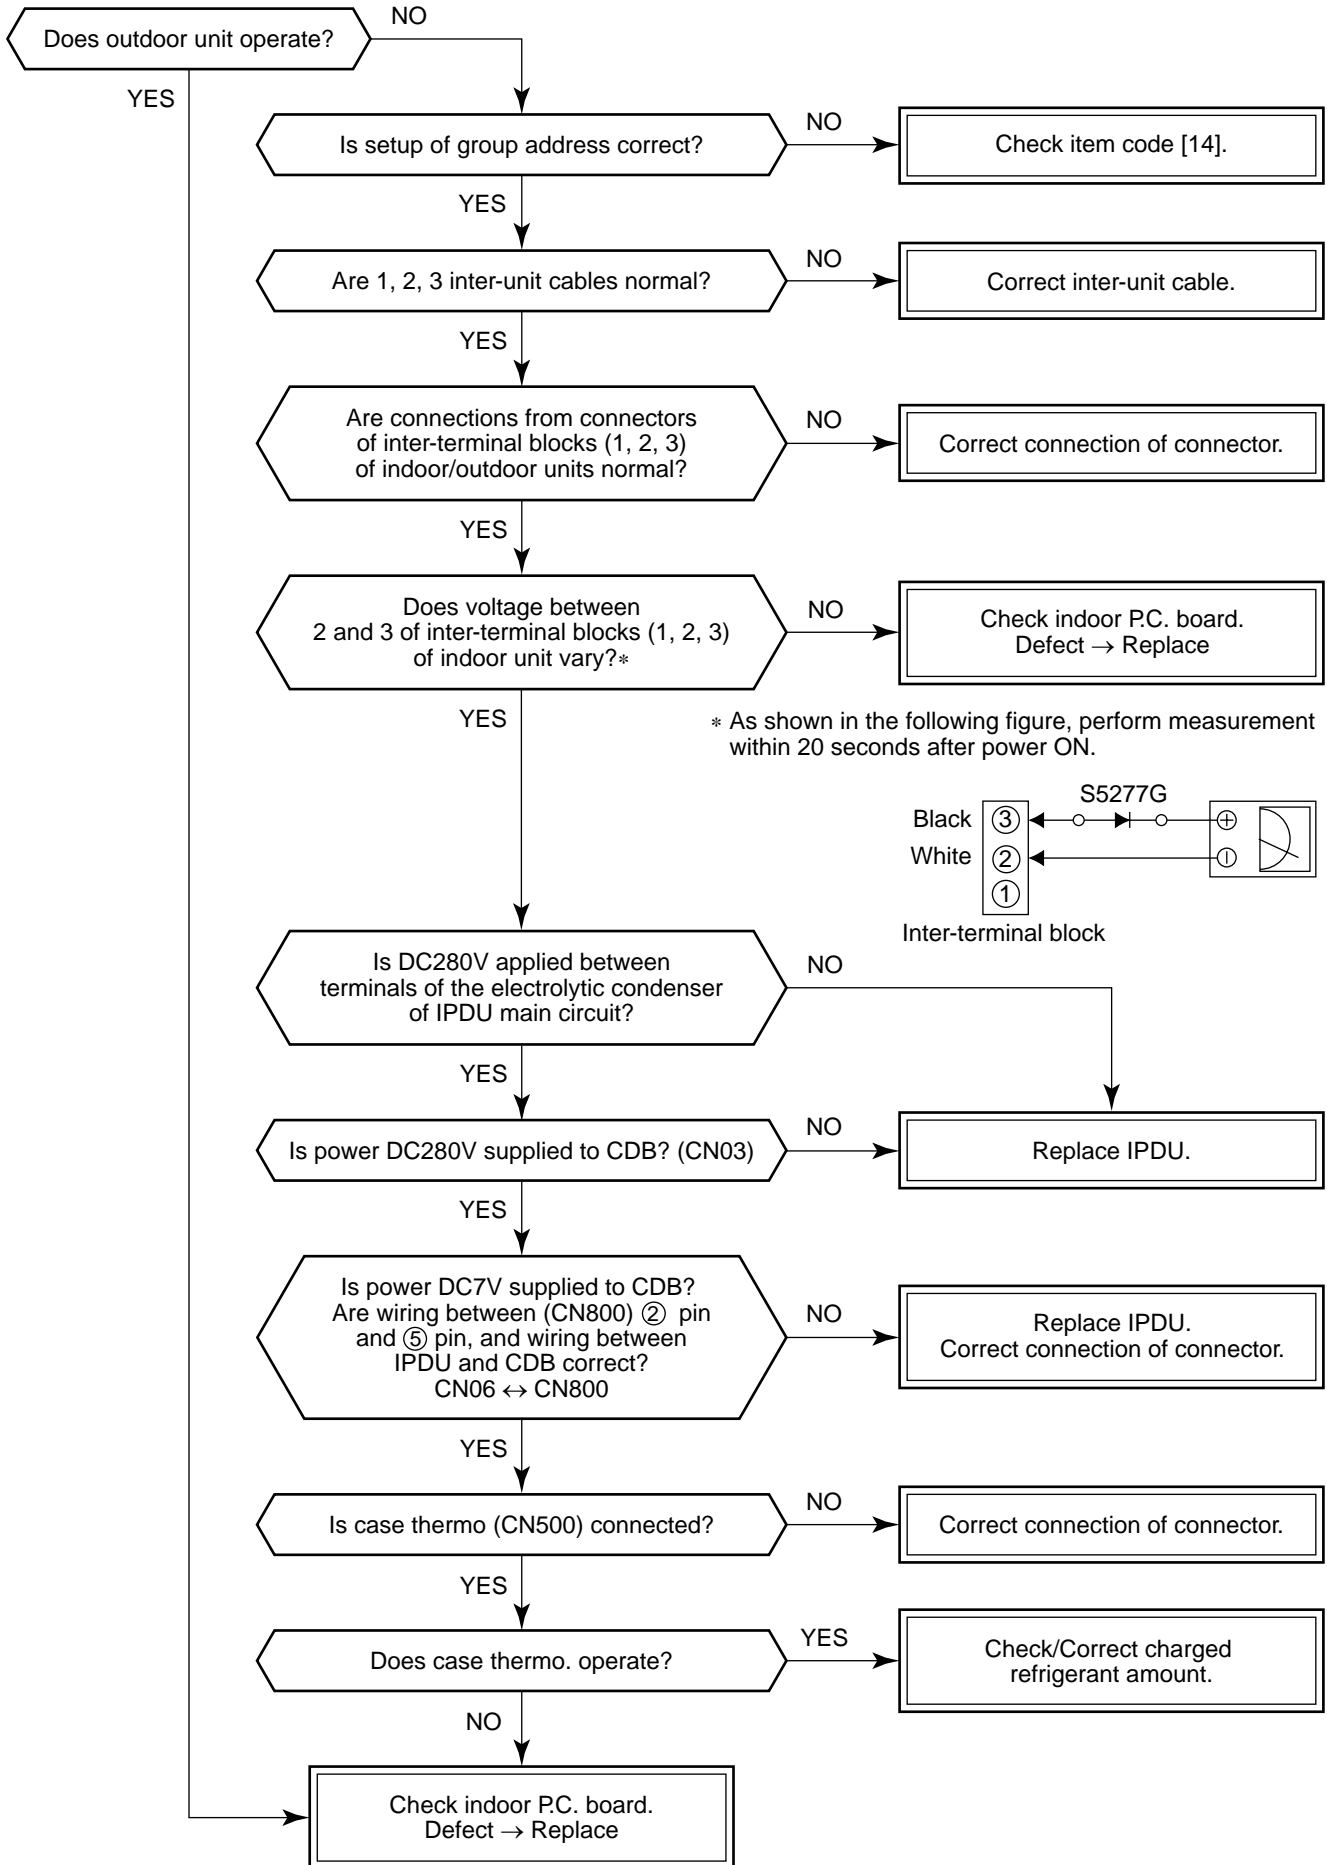 Does outdoor unit operate?
NO
YES
Is setup of group address correct?
NO
Check item code [14].
YES
Are 1, 2, 3 inter-unit cables normal?
NO
Correct inter-unit cable.
YES
Are connections from connectors
of inter-terminal blocks (1, 2, 3)
of indoor/outdoor units normal?
NO
Correct connection of connector.
YES
Does voltage between
2 and 3 of inter-terminal blocks (1, 2, 3)
of indoor unit vary?*
NO
Check indoor P.C. board.
Defect → Replace
YES
* As shown in the following figure, perform measurement
within 20 seconds after power ON.
S5277G
Black ③
White ②
①
Inter-terminal block
Is DC280V applied between
terminals of the electrolytic condenser
of IPDU main circuit?
NO
YES
Is power DC280V supplied to CDB? (CN03)
NO
Replace IPDU.
YES
Is power DC7V supplied to CDB?
Are wiring between (CN800) ② pin
and ⑤ pin, and wiring between
IPDU and CDB correct?
CN06 ↔ CN800
NO
Replace IPDU.
Correct connection of connector.
YES
Is case thermo (CN500) connected?
NO
Correct connection of connector.
YES
Does case thermo. operate?
YES
Check/Correct charged
refrigerant amount.
NO
Check indoor P.C. board.
Defect → Replace